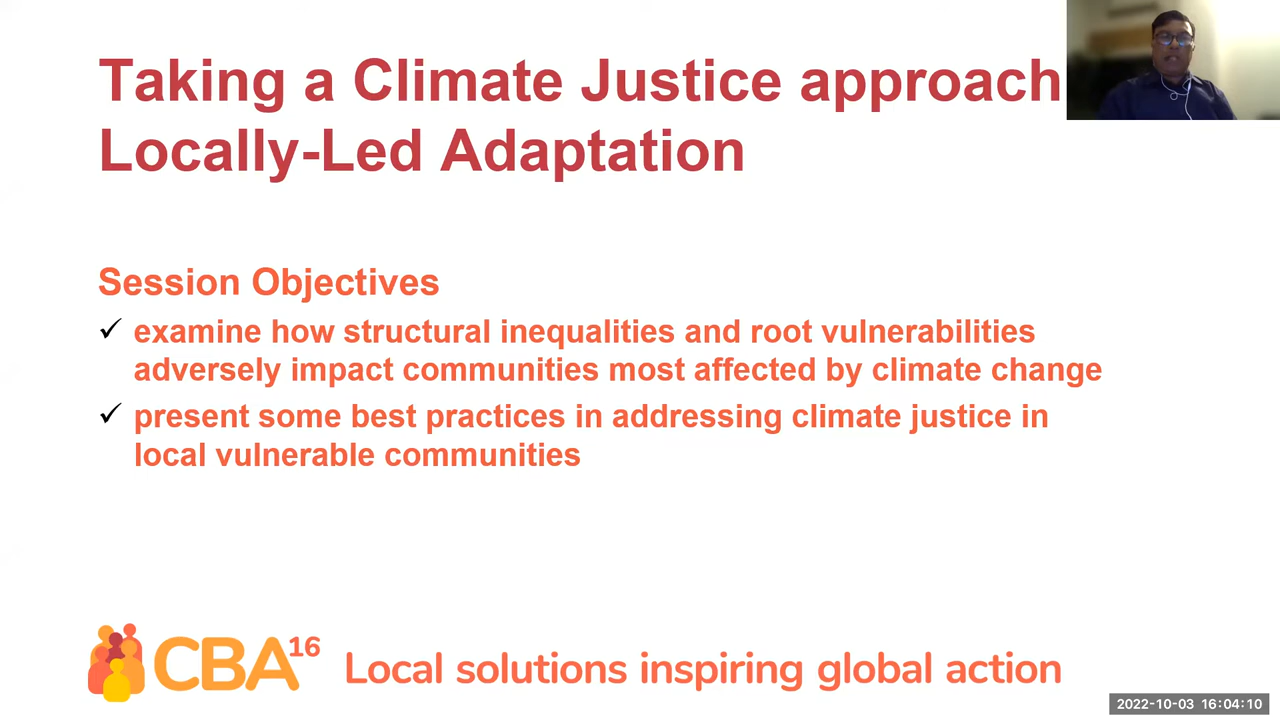 Taking a Climate Justice approach
Locally-Led Adaptation
Session Objectives
✓ examine how structural inequalities and root vulnerabilities
adversely impact communities most affected by climate change
✓ present some best practices in addressing climate justice in
local vulnerable communities
CBA16 Local solutions inspiring global action
2022-10-03 16:04:10